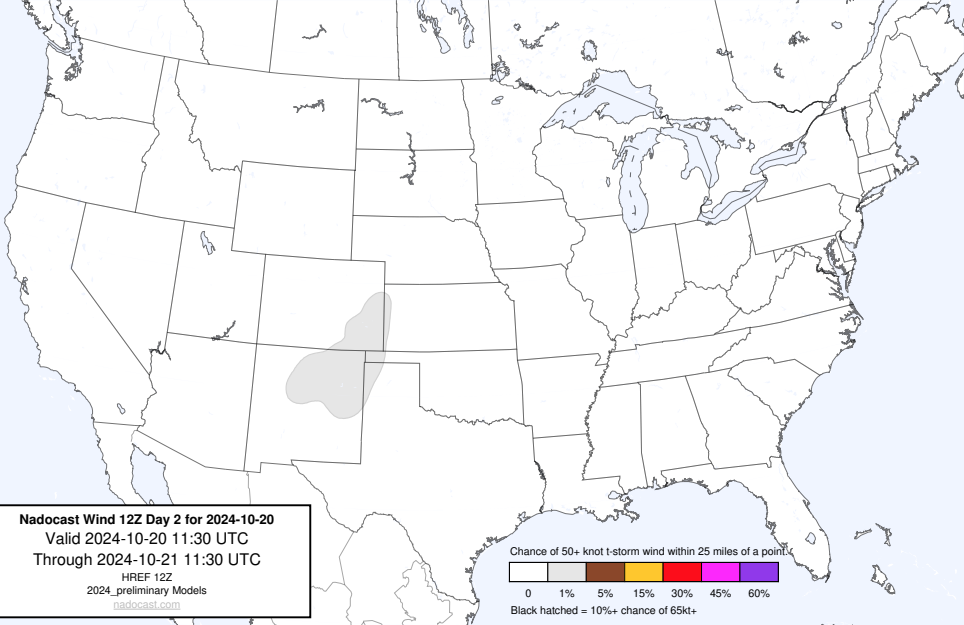 Nadocast Wind 12Z Day 2 for 2024-10-20
Valid 2024-10-20 11:30 UTC
Through 2024-10-21 11:30 UTC
HREF 12Z
2024_preliminary Models
nadocast.com
Chance of 50+ knot t-storm wind within 25 miles of a point.
0 1% 5% 15% 30% 45% 60%
Black hatched = 10%+ chance of 65kt+